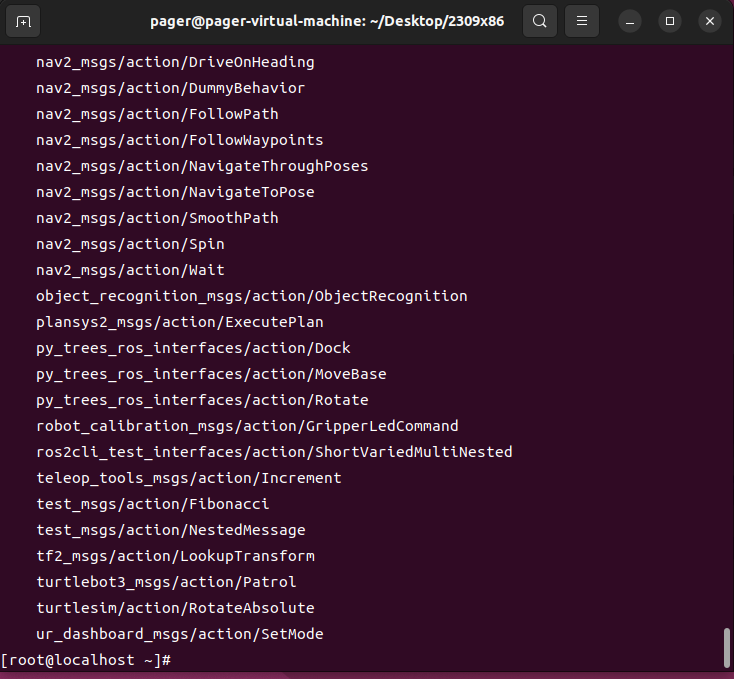 pager@pager-virtual-machine: ~/Desktop/2309x86
nav2_msgs/action/DriveOnHeading
nav2_msgs/action/DummyBehavior
nav2_msgs/action/FollowPath
nav2_msgs/action/FollowWaypoints
nav2_msgs/action/NavigateThroughPoses
nav2_msgs/action/NavigateToPose
nav2_msgs/action/SmoothPath
nav2_msgs/action/Spin
nav2_msgs/action/Wait
object_recognition_msgs/action/ObjectRecognition
plansys2_msgs/action/ExecutePlan
py_trees_ros_interfaces/action/Dock
py_trees_ros_interfaces/action/MoveBase
py_trees_ros_interfaces/action/Rotate
robot_calibration_msgs/action/GripperLedCommand
ros2cli_test_interfaces/action/ShortVariedMultiNested
teleop_tools_msgs/action/Increment
test_msgs/action/Fibonacci
test_msgs/action/NestedMessage
tf2_msgs/action/LookupTransform
turtlebot3_msgs/action/Patrol
turtlesim/action/RotateAbsolute
ur_dashboard_msgs/action/SetMode
[root@localhost ~]#